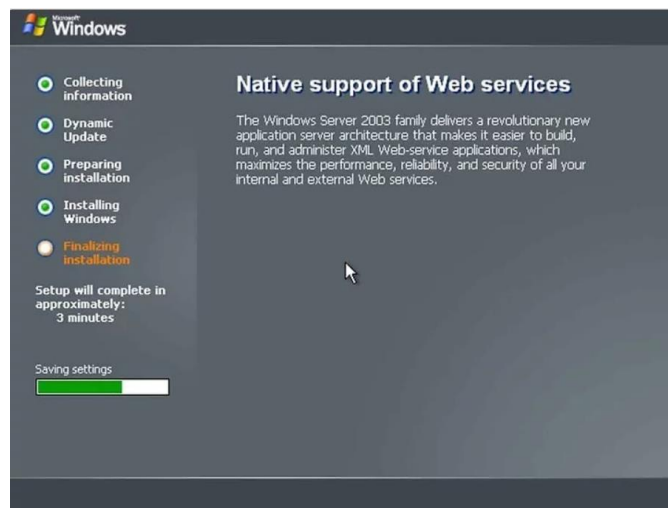 Microsoft
Windows
Collecting
information
Dynamic
Update
Preparing
installation
Installing
Windows
Finalizing
installation
Setup will complete in
approximately:
3 minutes
Saving settings
Native support of Web services
The Windows Server 2003 family delivers a revolutionary new
application server architecture that makes it easier to build,
run, and administer XML Web-service applications, which
maximizes the performance, reliability, and security of all your
internal and external Web services.